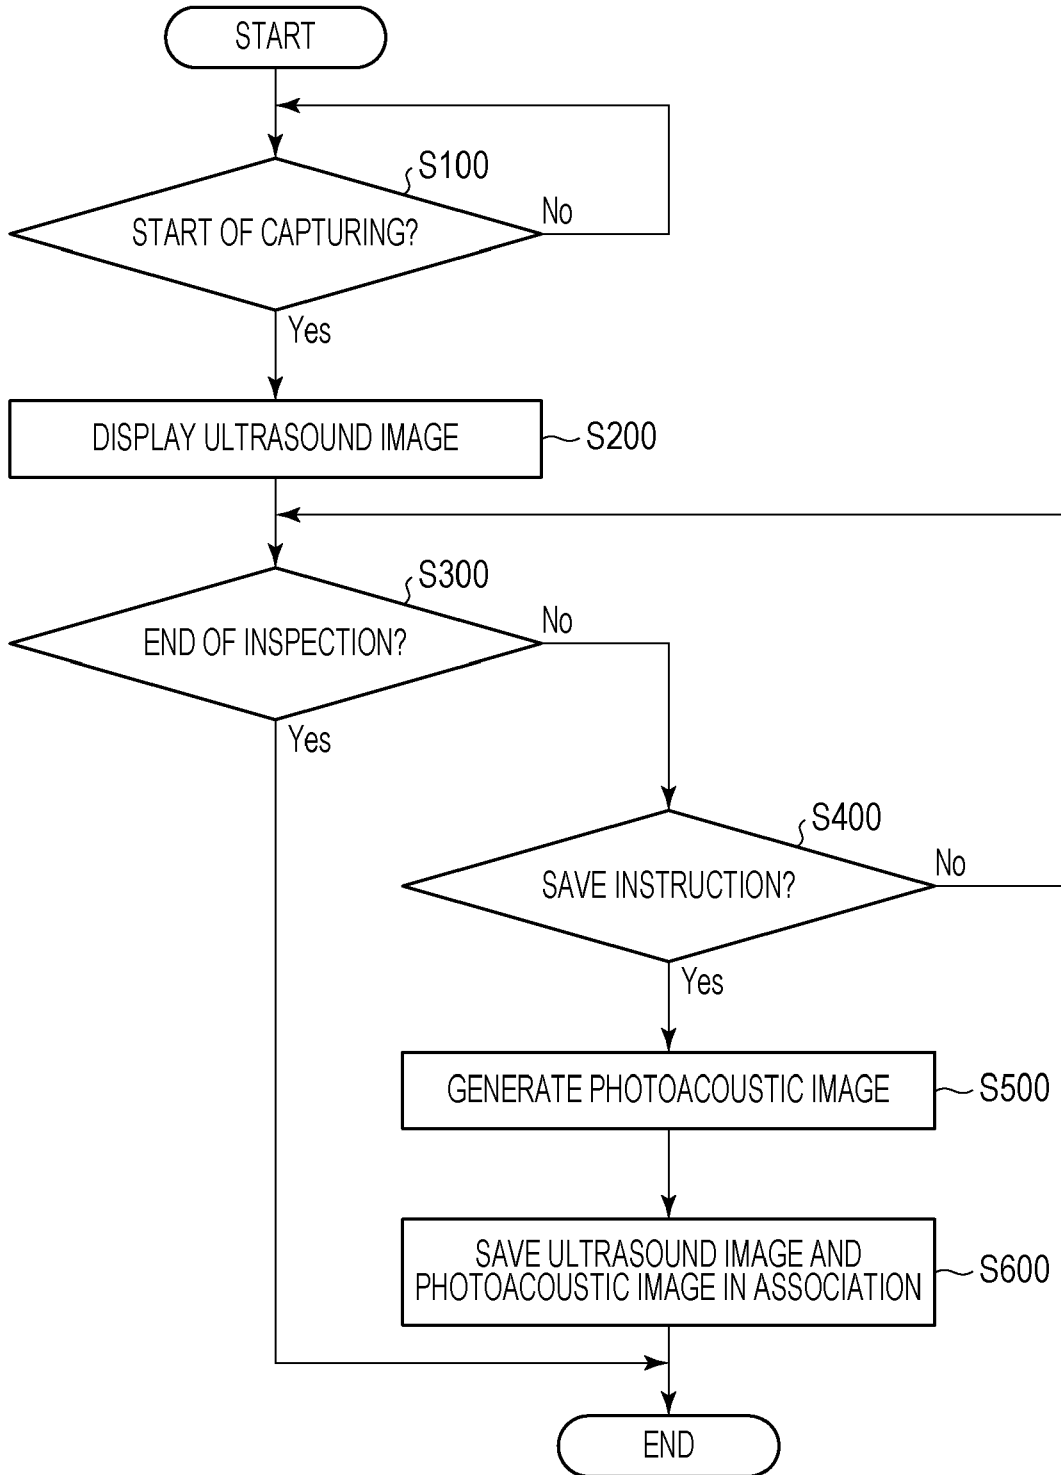 START
S100
START OF CAPTURING?
No
Yes
DISPLAY ULTRASOUND IMAGE
S200
S300
END OF INSPECTION?
No
Yes
S400
SAVE INSTRUCTION?
No
Yes
GENERATE PHOTOACOUSTIC IMAGE
S500
SAVE ULTRASOUND IMAGE AND
PHOTOACOUSTIC IMAGE IN ASSOCIATION
S600
END